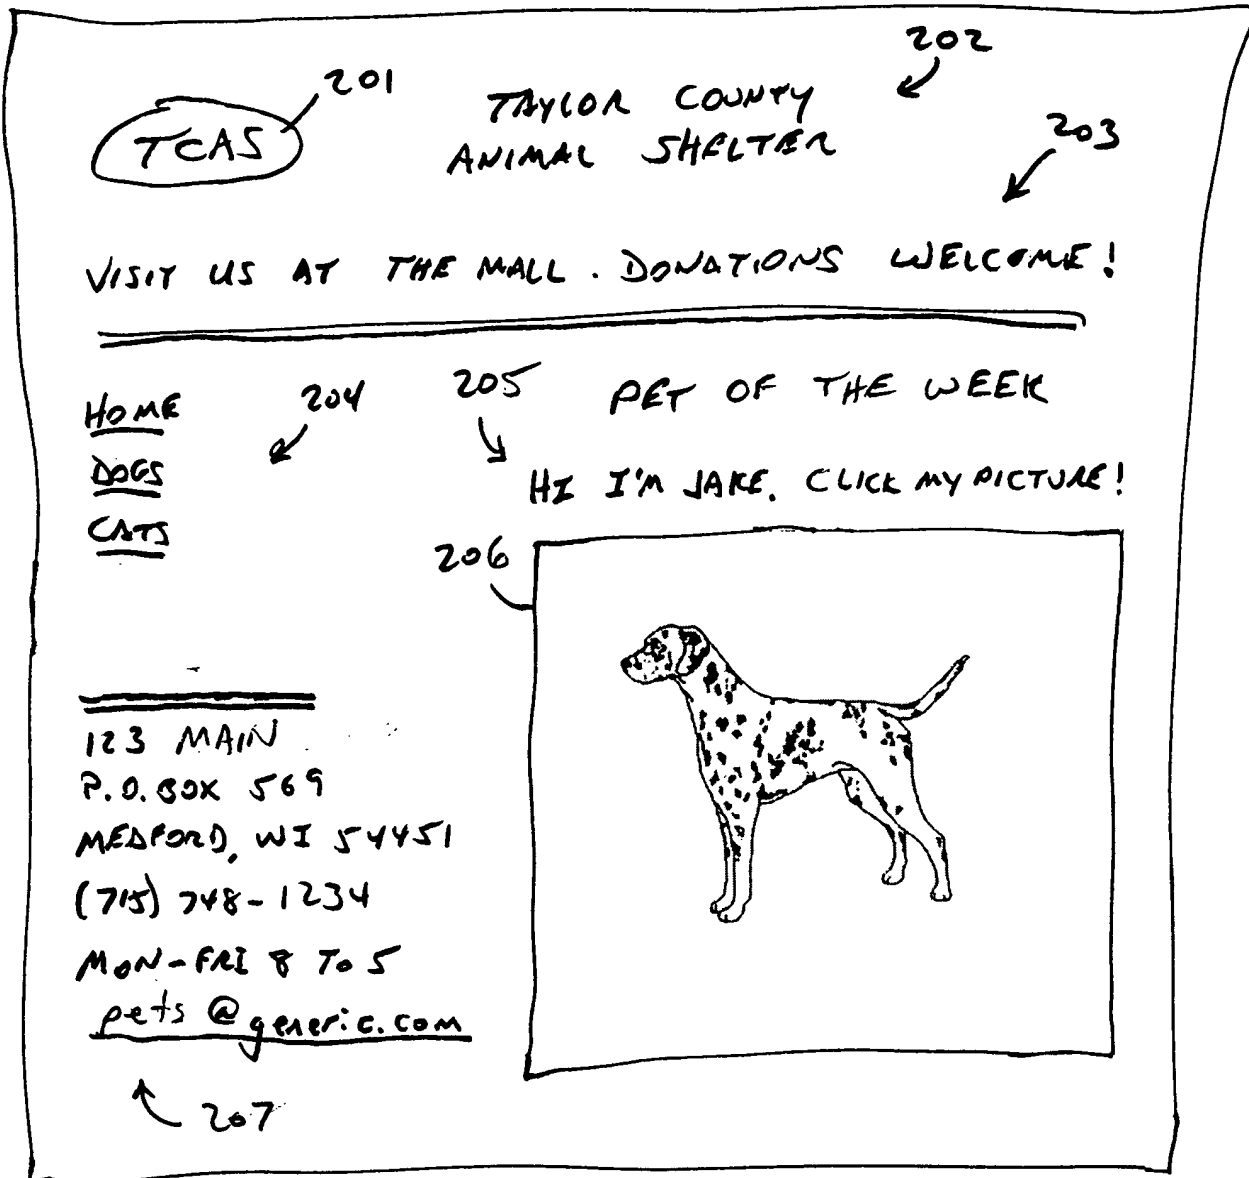 202
201
TCAS
TAYLOR COUNTY
ANIMAL SHELTER
203
VISIT US AT THE MALL. DONATIONS WELCOME!
HOME
DOGS
CATS
204
205
PET OF THE WEEK
HI I'M JAKE. CLICK MY PICTURE!
206
123 MAIN
P.O. BOX 569
MEDFORD, WI 54451
(715) 748-1234
MON-FRI 8 TO 5
pets@generic.com
207